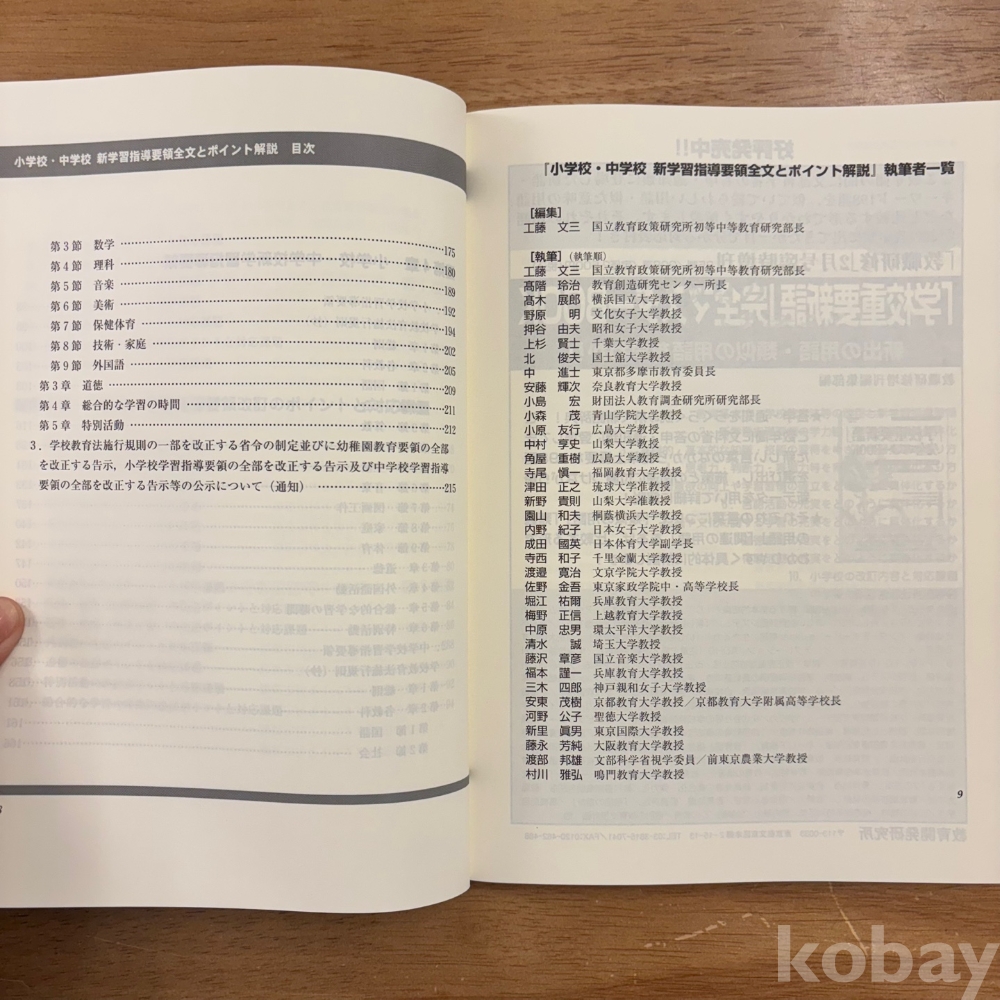 小学校・中学校 新学習指導要領全文とポイント解説 目次
第3節 数学……175
第4節 理科……180
第5節 音楽……189
第6節 美術……192
第7節 保健体育……194
第8節 技術・家庭……202
第9節 外国語……205
第3章 道徳……209
第4章 総合的な学習の時間……211
第5章 特別活動……212
3．学校教育法施行規則の一部を改正する省令の制定並びに幼稚園教育要領の全部
を改正する告示，小学校学習指導要領の全部を改正する告示及び中学校学習指導
要領の全部を改正する告示等の公示について（通知）……215
『小学校・中学校 新学習指導要領全文とポイント解説』執筆者一覧
［編集］
工藤 文三 国立教育政策研究所初等中等教育研究部長
［執筆］（執筆順）
工藤 文三 国立教育政策研究所初等中等教育研究部長
髙階 玲治 教育創造研究センター所長
髙木 展郎 横浜国立大学教授
野原 明 文化女子大学教授
押谷 由夫 昭和女子大学教授
上杉 賢士 千葉大学教授
北 俊夫 国士舘大学教授
中 進士 東京都多摩市教育委員長
安藤 輝次 奈良教育大学教授
小島 宏 財団法人教育調査研究所研究部長
小森 茂 青山学院大学教授
小原 友行 広島大学教授
中村 享史 山梨大学教授
角屋 重樹 広島大学教授
寺尾 愼一 福岡教育大学教授
津田 正之 琉球大学准教授
新野 貴則 山梨大学准教授
園山 和夫 桐蔭横浜大学教授
内野 紀子 日本女子大学教授
成田 國英 日本体育大学副学長
寺西 和子 千里金蘭大学教授
渡邉 寛治 文京学院大学教授
佐野 金吾 東京家政学院中・高等学校長
堀江 祐爾 兵庫教育大学教授
梅野 正信 上越教育大学教授
中原 忠男 環太平洋大学教授
清水 誠 埼玉大学教授
藤沢 章彦 国立音楽大学教授
福本 謹一 兵庫教育大学教授
三木 四郎 神戸親和女子大学教授
安東 茂樹 京都教育大学教授／京都教育大学附属高等学校長
河野 公子 聖徳大学教授
新里 眞男 東京国際大学教授
藤永 芳純 大阪教育大学教授
渡部 邦雄 文部科学省視学委員／前東京農業大学教授
村川 雅弘 鳴門教育大学教授
9
kobay